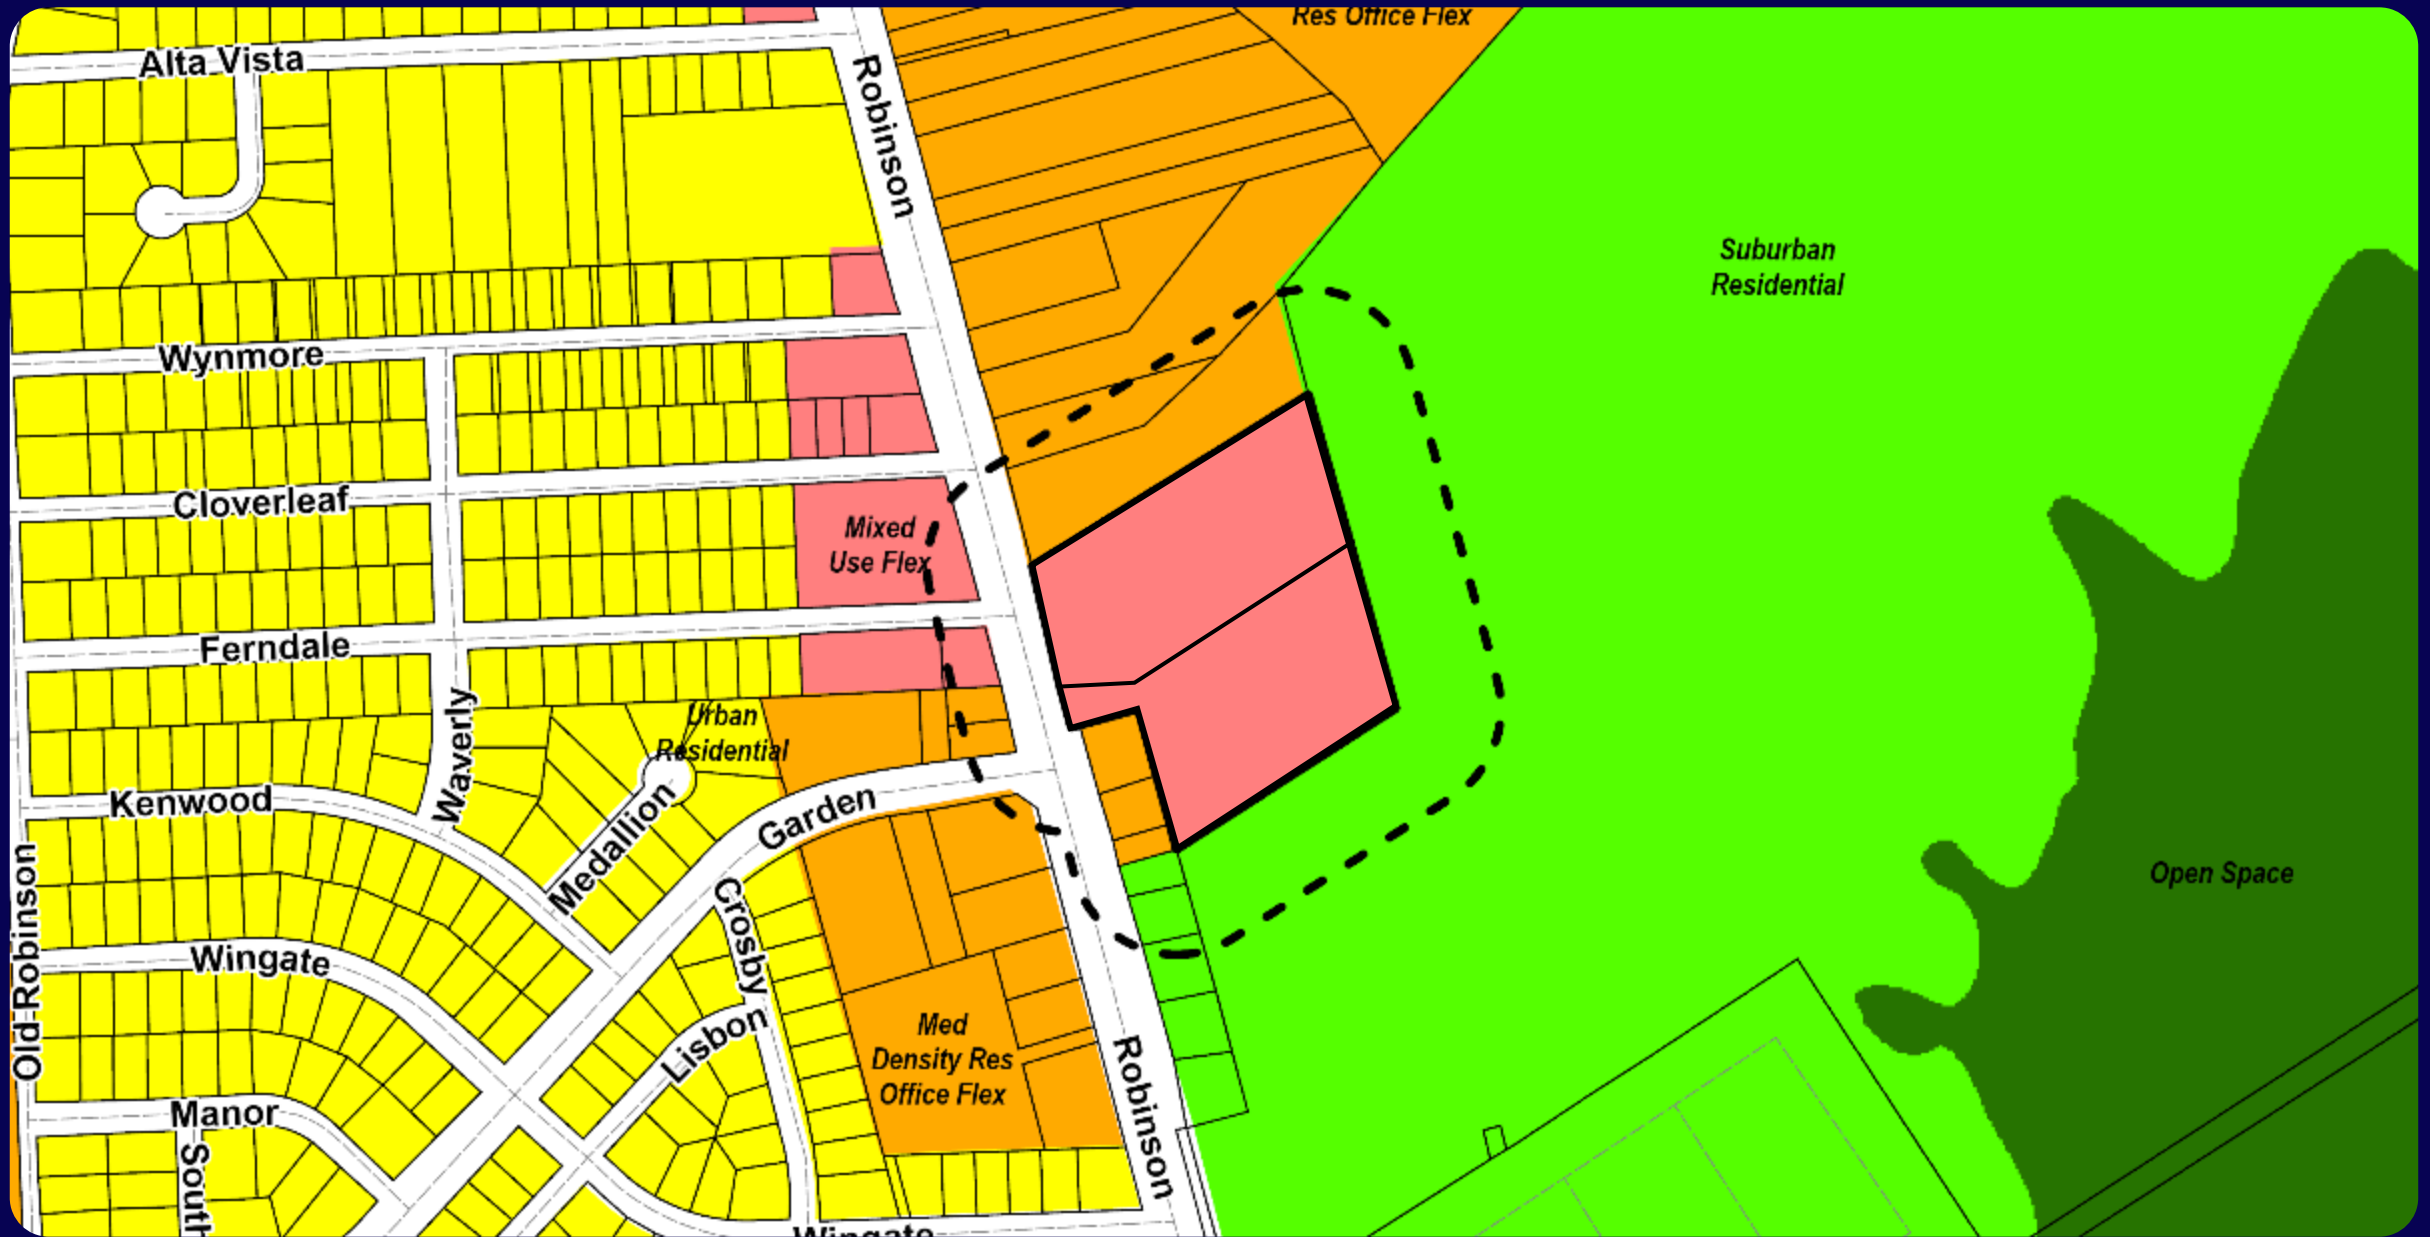 Res Office Flex
Alta Vista
Robinson
Suburban
Residential
Wynmore
Cloverleaf
Mixed
Use Flex
Ferndale
Waverly
Urban
Residential
Kenwood
Medallion
Garden
Old Robinson
Crosby
Open Space
Wingate
Lisbon
Med
Density Res
Office Flex
Manor
South
Robinson
Wingate